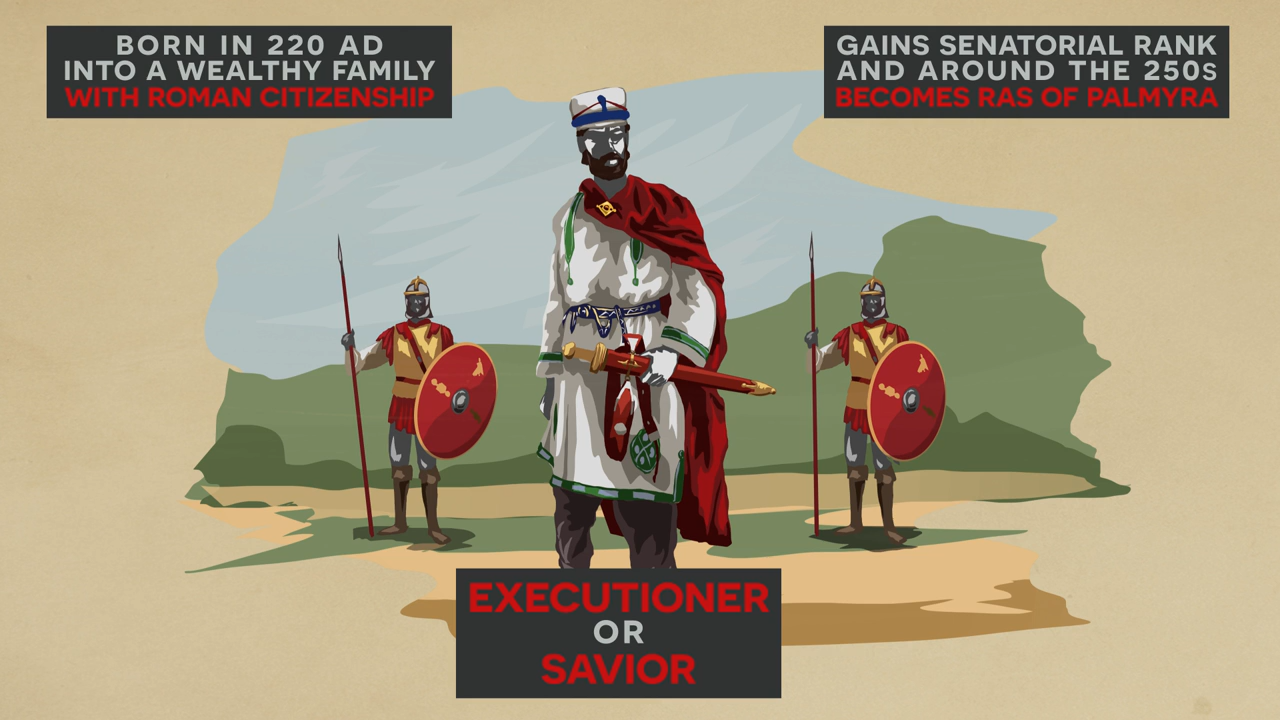 BORN IN 220 AD
INTO A WEALTHY FAMILY
WITH ROMAN CITIZENSHIP
GAINS SENATORIAL RANK
AND AROUND THE 250s
BECOMES RAS OF PALMYRA
EXECUTIONER
OR
SAVIOR